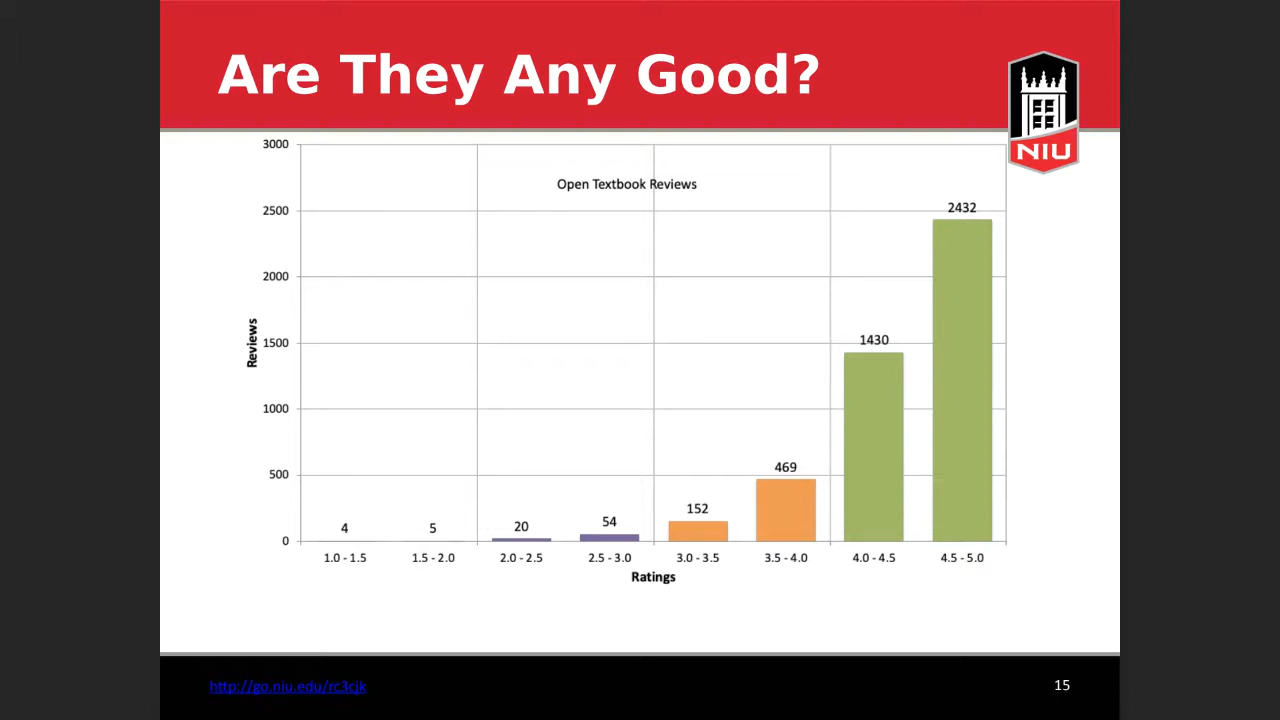 Are They Any Good?
NIU
Open Textbook Reviews
3000
2500
2000
1500
1000
500
0
Reviews
4
5
20
54
152
469
1430
2432
1.0 - 1.5
1.5 - 2.0
2.0 - 2.5
2.5 - 3.0
3.0 - 3.5
3.5 - 4.0
4.0 - 4.5
4.5 - 5.0
Ratings
http://go.niu.edu/rc3cjk
15